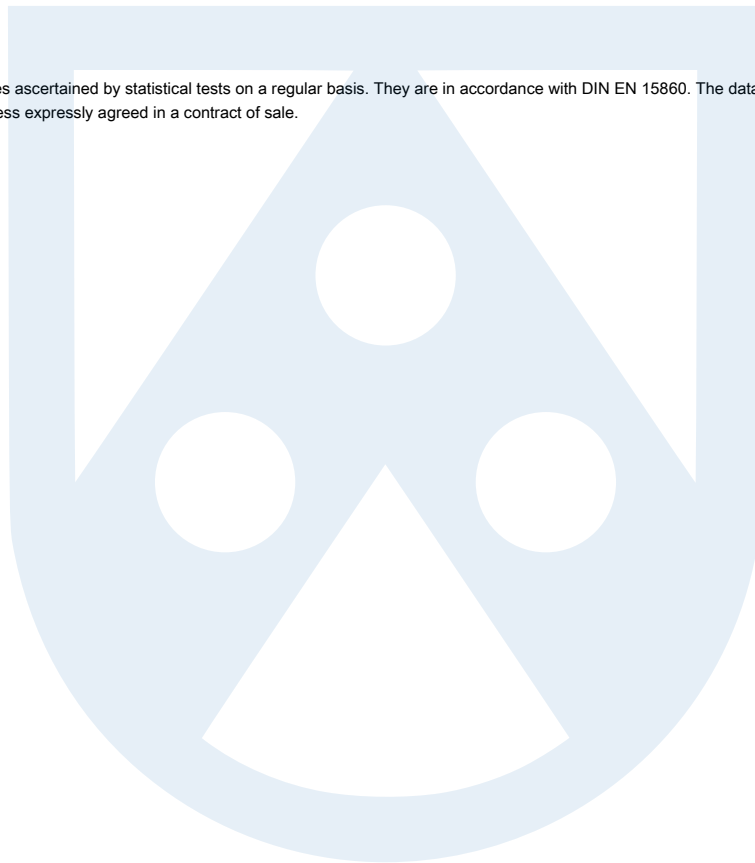 es ascertained by statistical tests on a regular basis. They are in accordance with DIN EN 15860. The data
ess expressly agreed in a contract of sale.